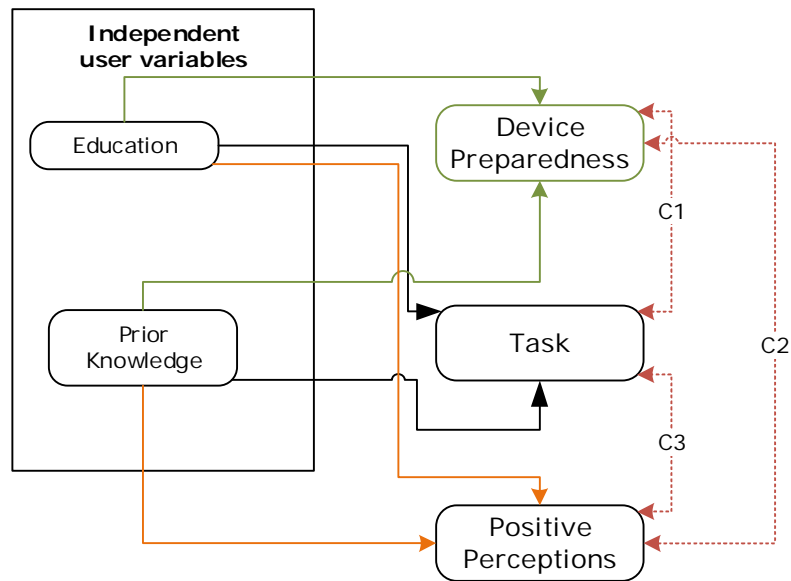 Independent
user variables
Education
Device
Preparedness
C1
Prior
Knowledge
Task
C2
C3
Positive
Perceptions